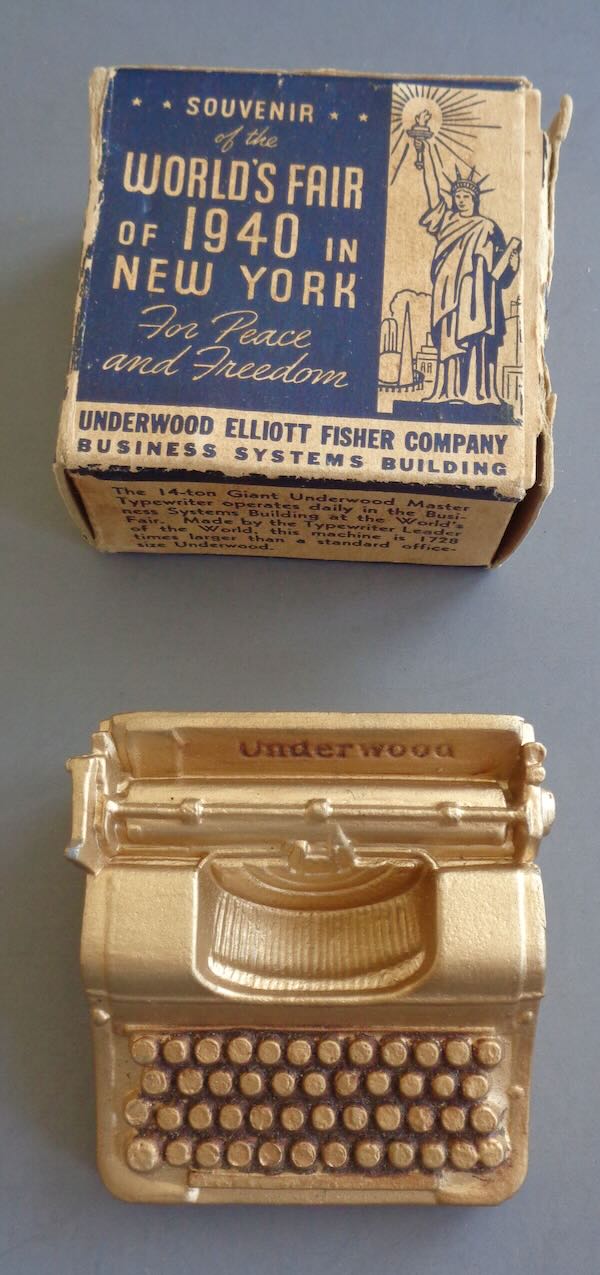 * * SOUVENIR * *
of the
WORLD'S FAIR
OF 1940 IN
NEW YORK
For Peace
and Freedom
UNDERWOOD ELLIOTT FISHER COMPANY
BUSINESS SYSTEMS BUILDING
The 14-ton Giant Underwood Master
Typewriter operates daily in the Busi-
ness Systems Building at the World's
Fair. Made by the Typewriter Leader
of the World, this machine is 1728
times larger than a standard office-
size Underwood.
Underwood